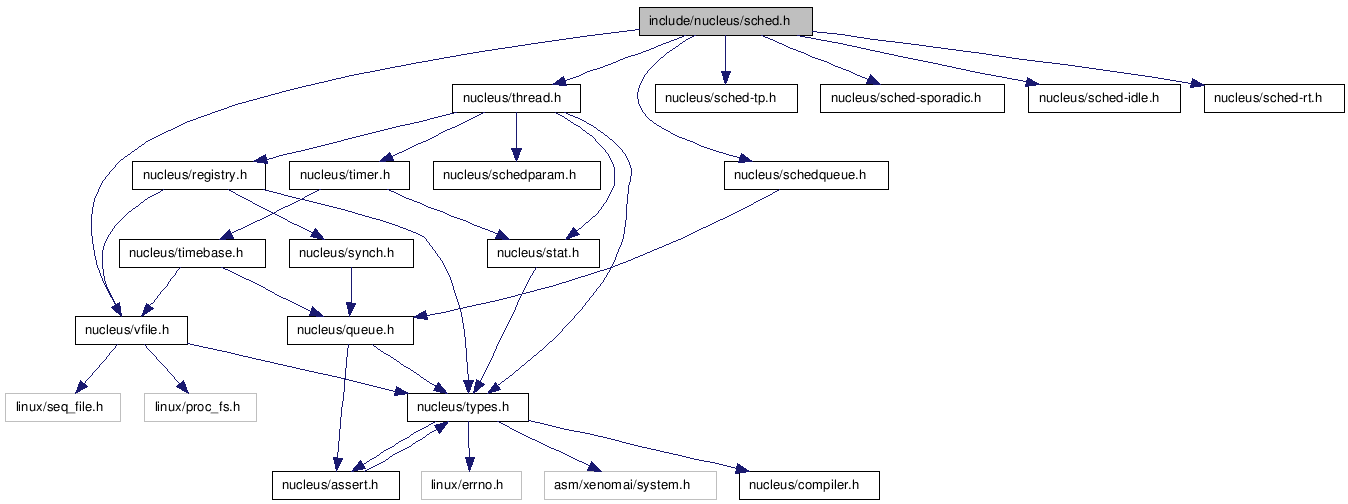 include/nucleus/sched.h
nucleus/thread.h
nucleus/sched-tp.h
nucleus/sched-sporadic.h
nucleus/sched-idle.h
nucleus/sched-rt.h
nucleus/registry.h
nucleus/timer.h
nucleus/schedparam.h
nucleus/schedqueue.h
nucleus/timebase.h
nucleus/synch.h
nucleus/stat.h
nucleus/vfile.h
nucleus/queue.h
linux/seq_file.h
linux/proc_fs.h
nucleus/types.h
nucleus/assert.h
linux/errno.h
asm/xenomai/system.h
nucleus/compiler.h